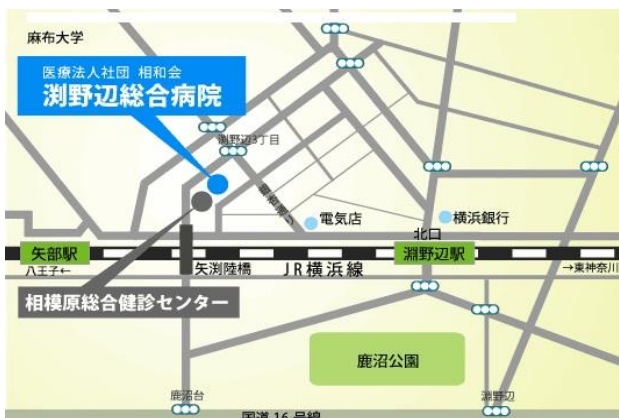 麻布大学
医療法人社団 相和会
渕野辺総合病院
渕野辺3丁目
電気店
横浜銀行
北口
矢部駅
淵野辺駅
八王子←
矢渕陸橋
JR横浜線
→東神奈川
相模原総合健診センター
鹿沼公園
鹿沼台
淵野辺
国道16号線